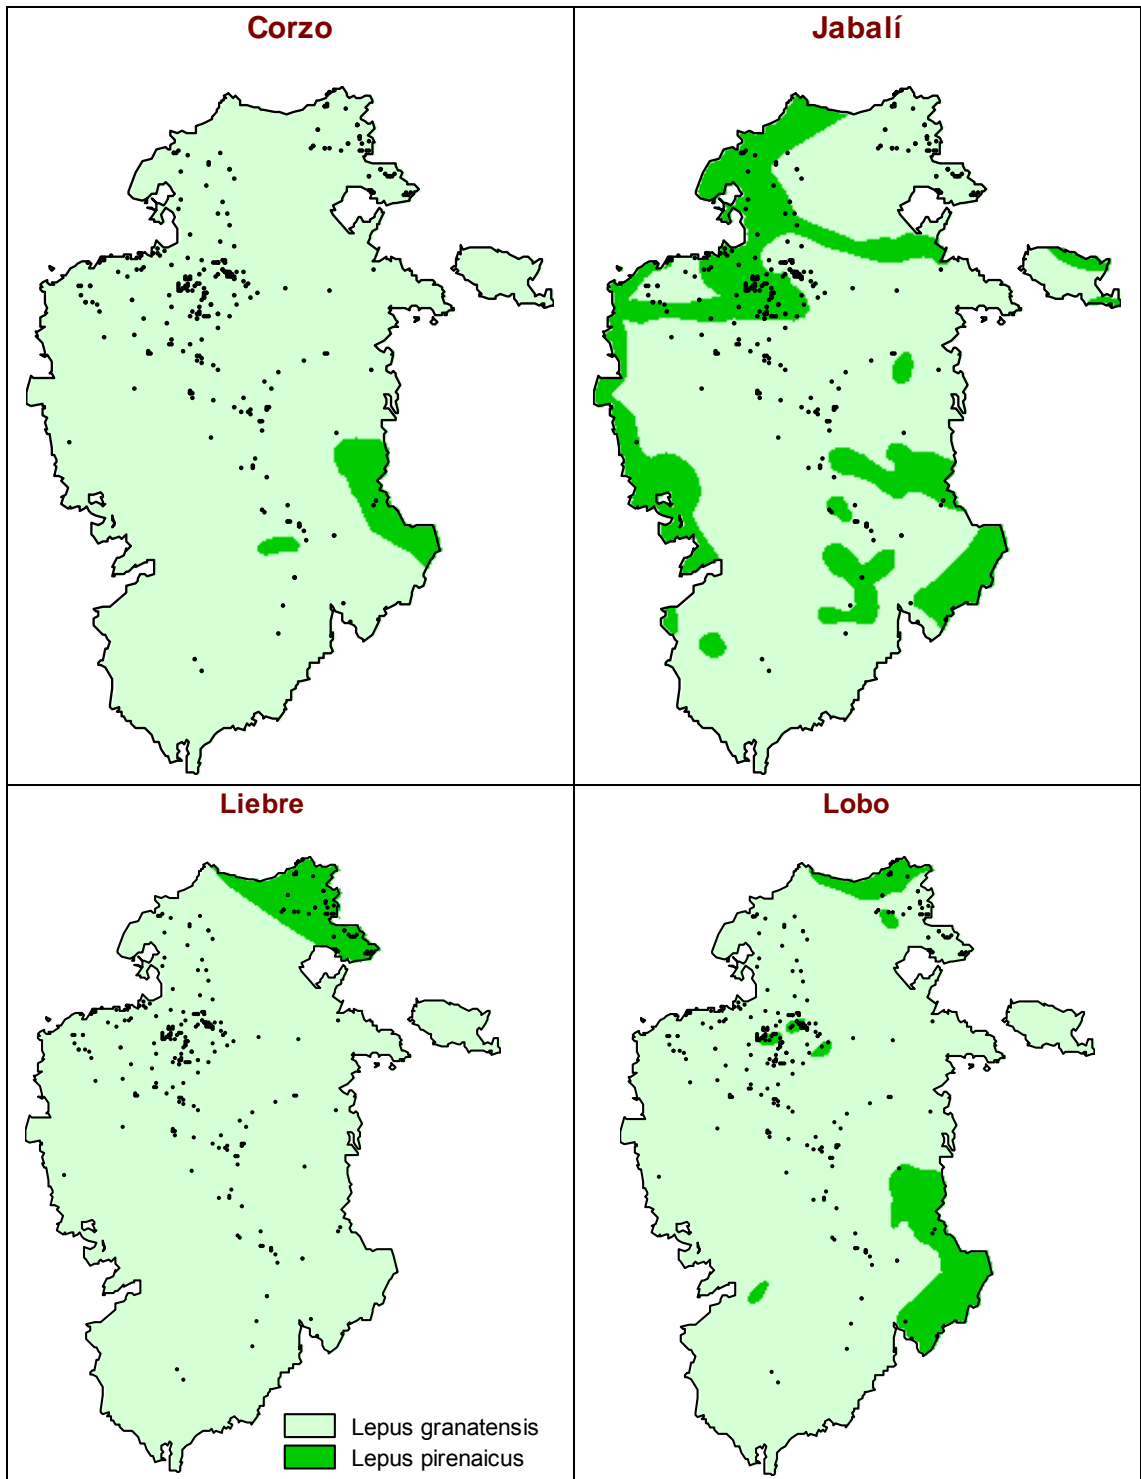 Corzo
Jabalí
Liebre
Lobo
Lepus granatensis
Lepus pirenaicus